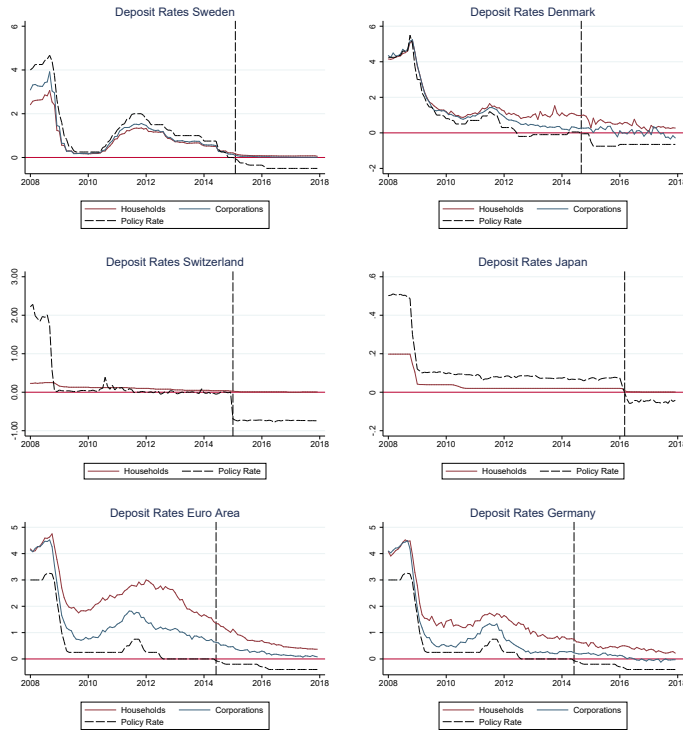 Deposit Rates Sweden
6
4
2
0
2008 2010 2012 2014 2016 2018
Households Corporations
Policy Rate
Deposit Rates Denmark
6
4
2
0
-2
2008 2010 2012 2014 2016 2018
Households Corporations
Policy Rate
Deposit Rates Switzerland
3.00
2.00
1.00
0.00
-1.00
2008 2010 2012 2014 2016 2018
Households Policy Rate
Deposit Rates Japan
.6
.4
.2
0
-.2
2008 2010 2012 2014 2016 2018
Households Policy Rate
Deposit Rates Euro Area
5
4
3
2
1
0
2008 2010 2012 2014 2016 2018
Households Corporations
Policy Rate
Deposit Rates Germany
5
4
3
2
1
0
2008 2010 2012 2014 2016 2018
Households Corporations
Policy Rate